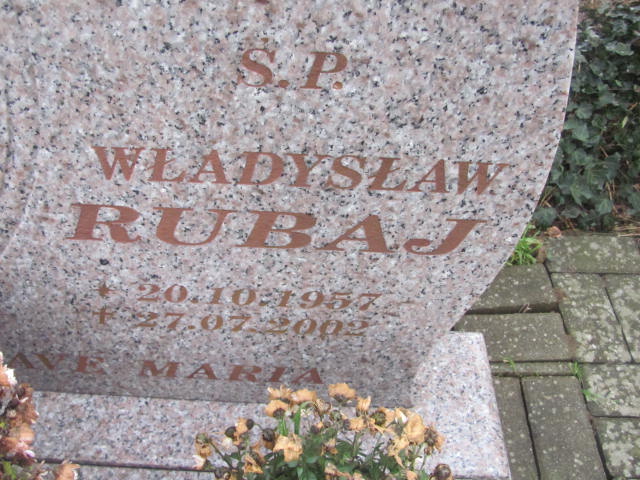 S.P.
WŁADYSŁAW
RUBAJ
* 20.10.1957
+ 27.07.2002
AVE MARIA